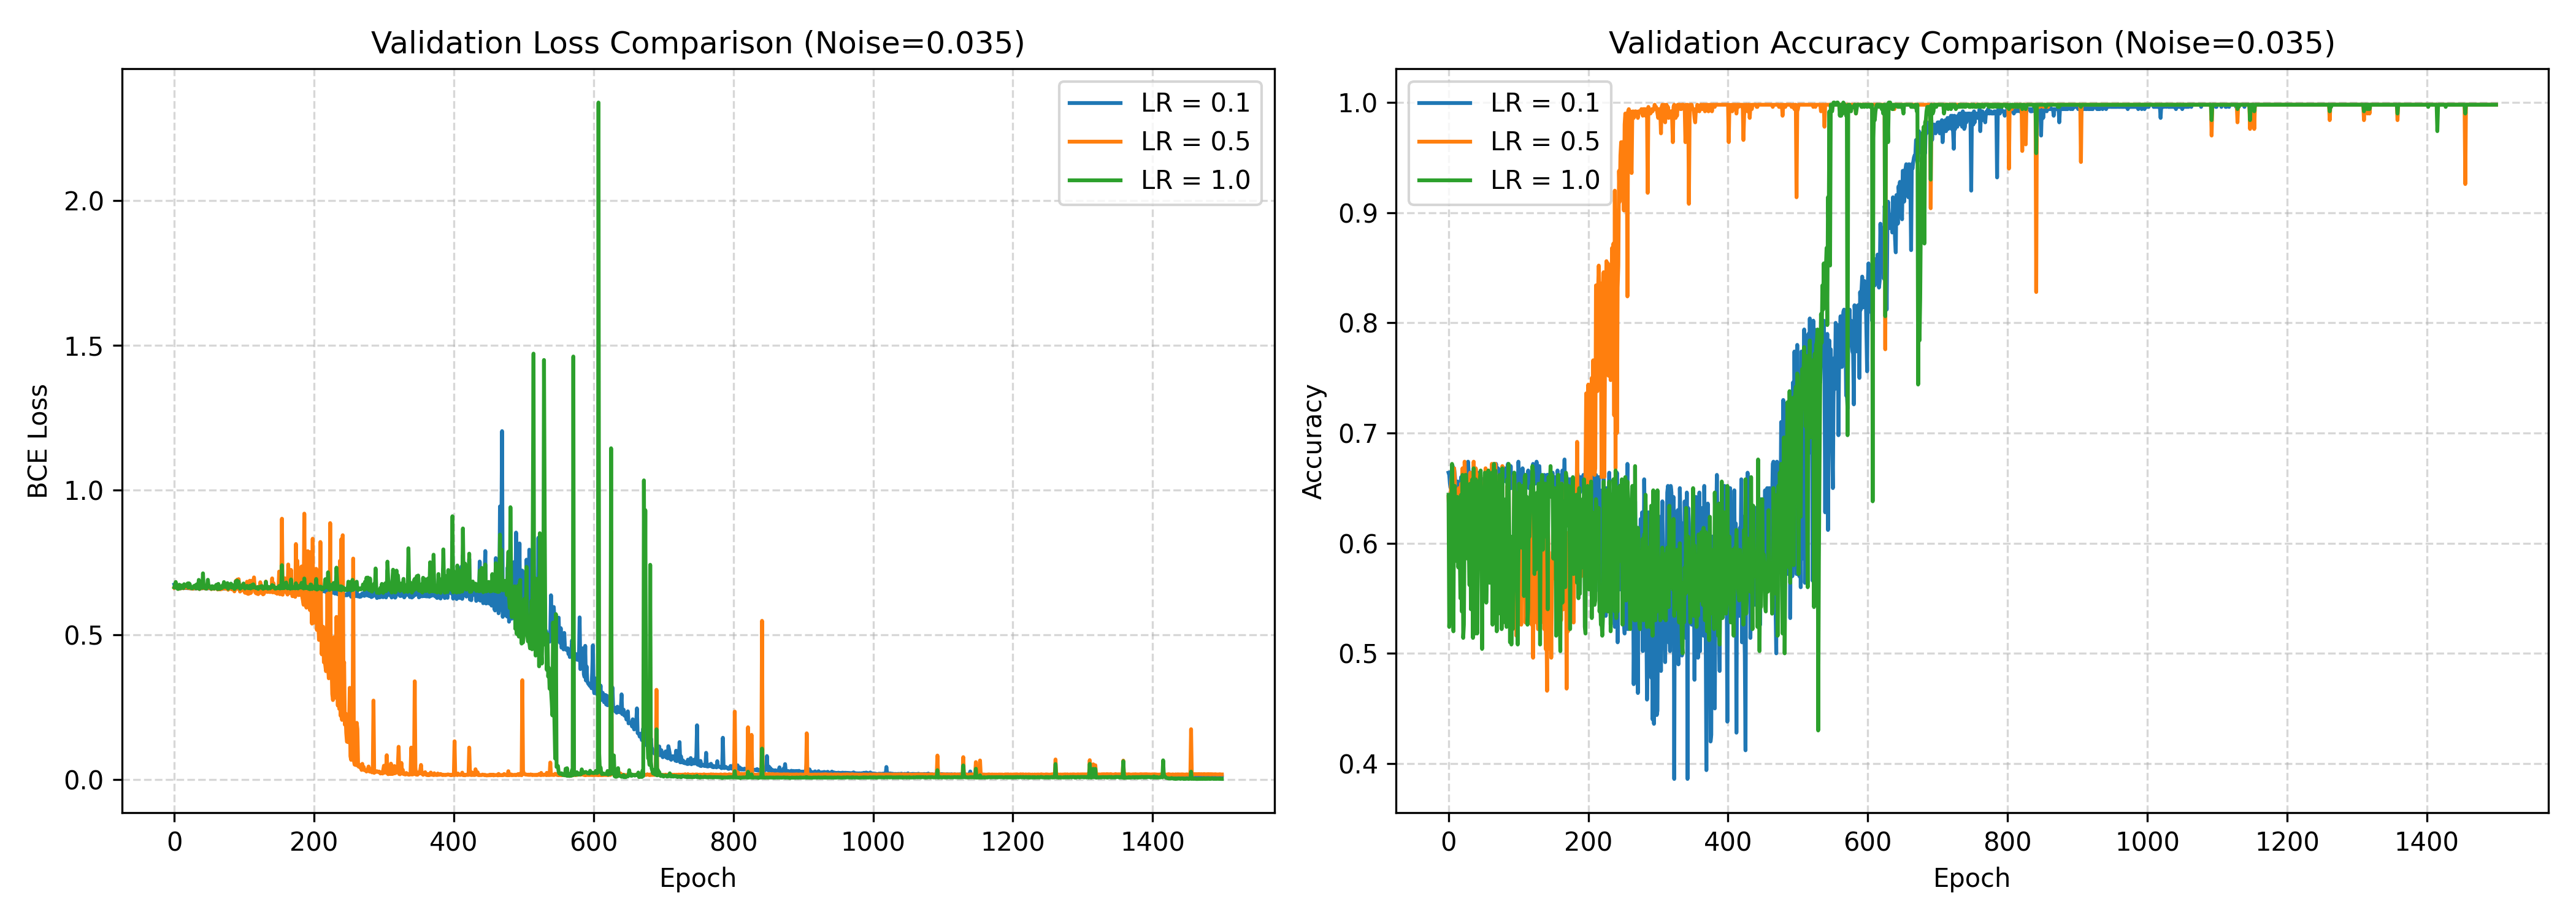 Validation Loss Comparison (Noise=0.035)
BCE Loss
2.0
1.5
1.0
0.5
0.0
LR = 0.1
LR = 0.5
LR = 1.0
0 200 400 600 800 1000 1200 1400
Epoch
Validation Accuracy Comparison (Noise=0.035)
Accuracy
1.0
0.9
0.8
0.7
0.6
0.5
0.4
LR = 0.1
LR = 0.5
LR = 1.0
0 200 400 600 800 1000 1200 1400
Epoch